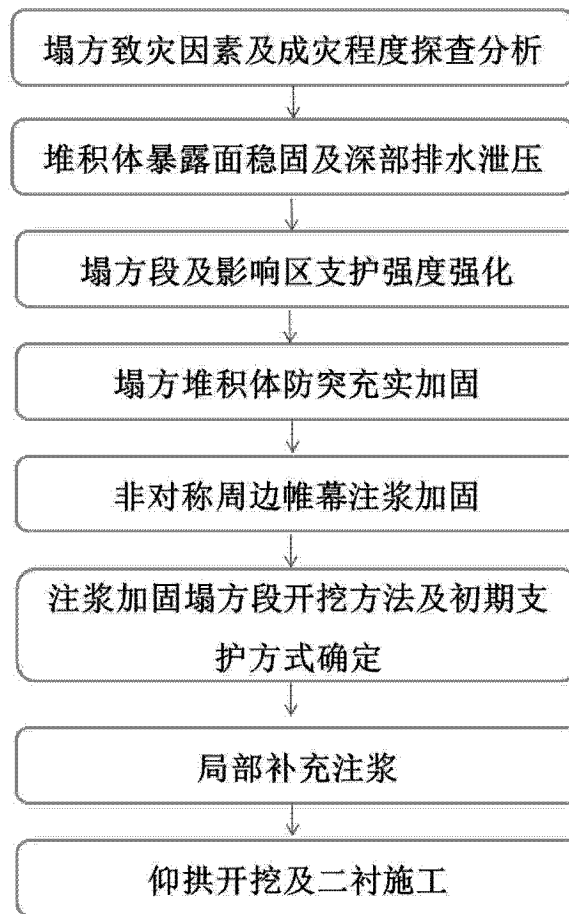 塌方致灾因素及成灾程度探查分析
堆积体暴露面稳固及深部排水泄压
塌方段及影响区支护强度强化
塌方堆积体防突充实加固
非对称周边帷幕注浆加固
注浆加固塌方段开挖方法及初期支
护方式确定
局部补充注浆
仰拱开挖及二衬施工